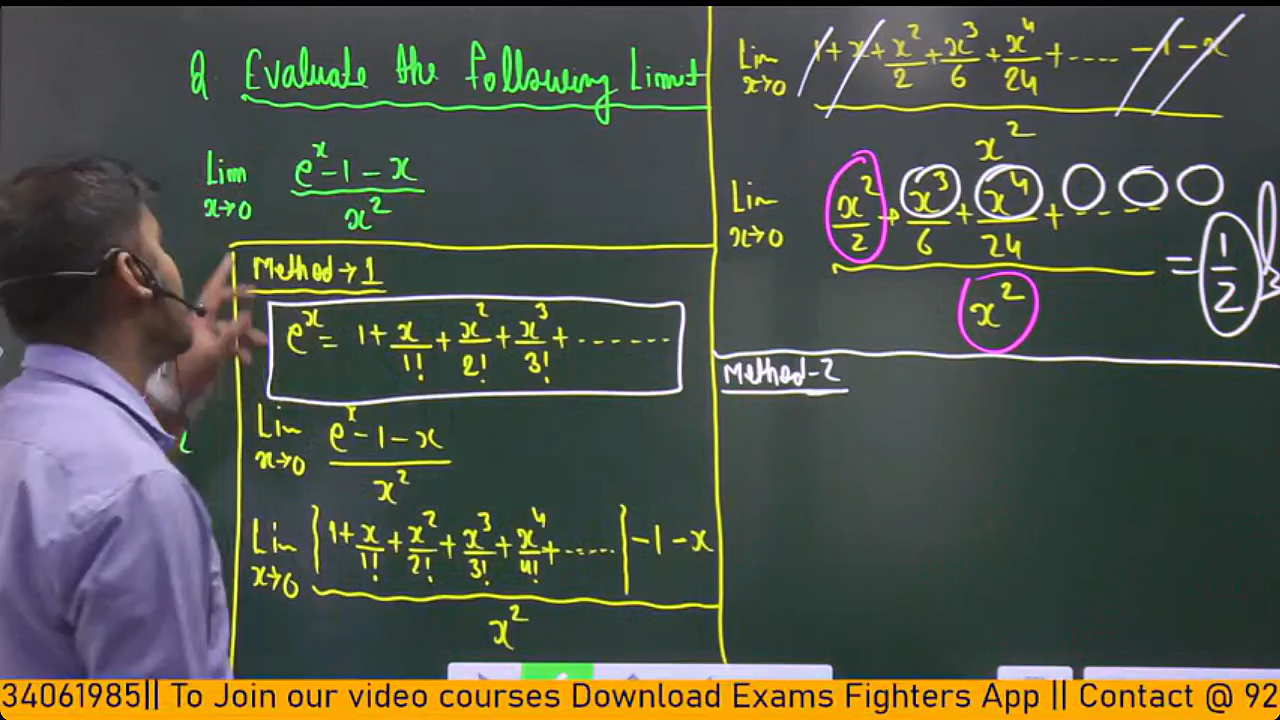 Q. Evaluate the following Limit
Lim x→0 (e^x - 1 - x)/x^2
Method → 1
e^x = 1 + x/1! + x^2/2! + x^3/3! + .......
Lim x→0 (e^x - 1 - x)/x^2
Lim x→0 [1 + x/1! + x^2/2! + x^3/3! + x^4/4! + ......] - 1 - x / x^2
Lim x→0 1 + x + x^2/2 + x^3/6 + x^4/24 + ..... - 1 - x / x^2
Lim x→0 x^2/2 + x^3/6 + x^4/24 + ...... / x^2 = 1/2
Method-2
34061985|| To Join our video courses Download Exams Fighters App || Contact @ 92